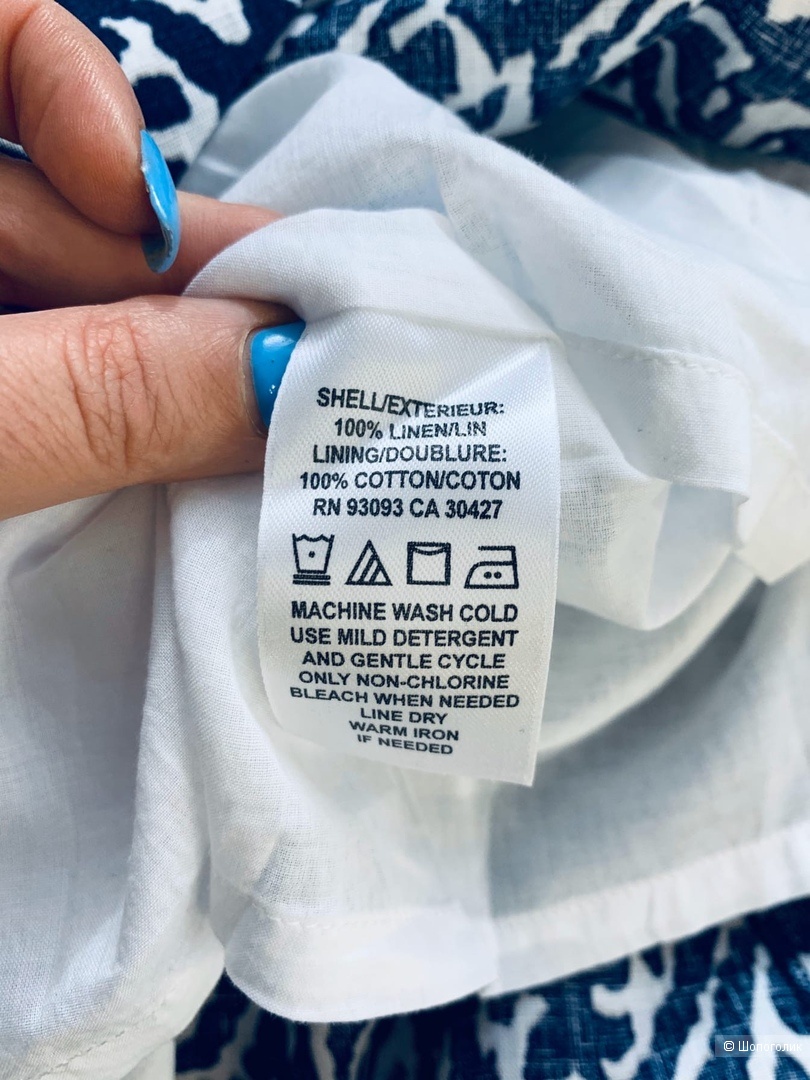 SHELL/EXTERIEUR:
100% LINEN/LIN
LINING/DOUBLURE:
100% COTTON/COTON
RN 93093 CA 30427
MACHINE WASH COLD
USE MILD DETERGENT
AND GENTLE CYCLE
ONLY NON-CHLORINE
BLEACH WHEN NEEDED
LINE DRY
WARM IRON
IF NEEDED
© Шопоголик